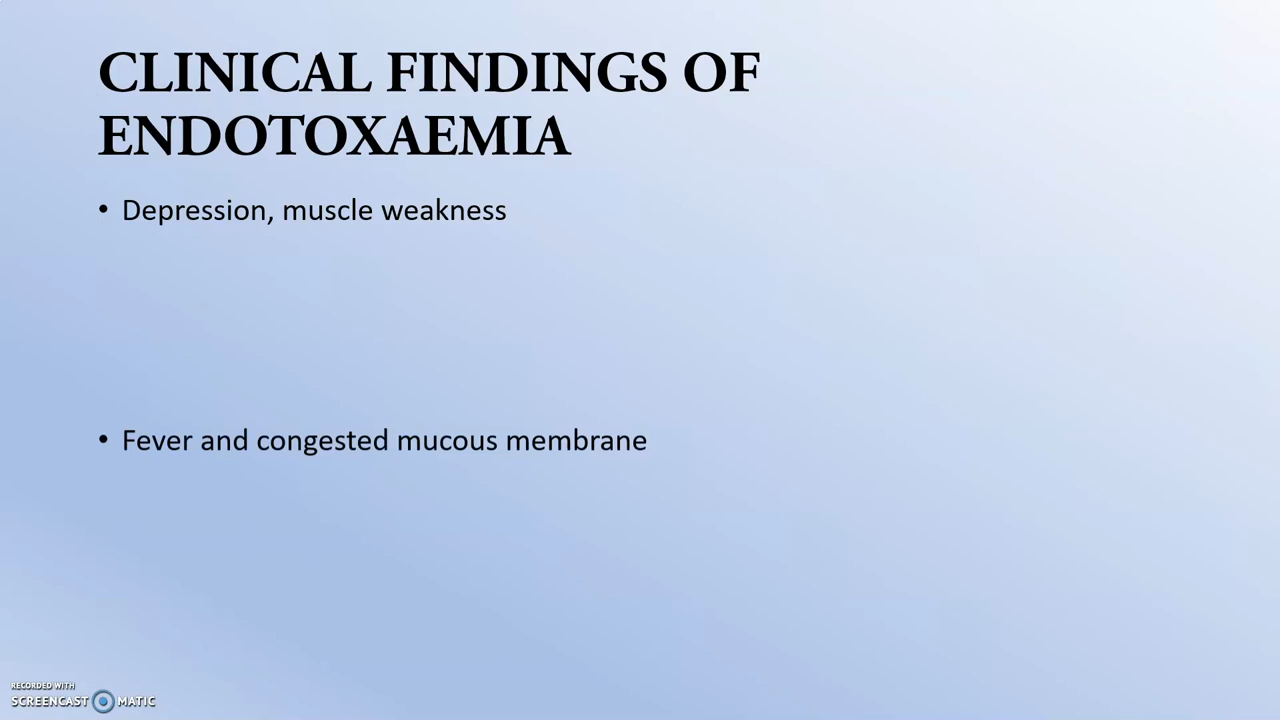 CLINICAL FINDINGS OF
ENDOTOXAEMIA
• Depression, muscle weakness
• Fever and congested mucous membrane
RECORDED WITH
SCREENCAST MATIC